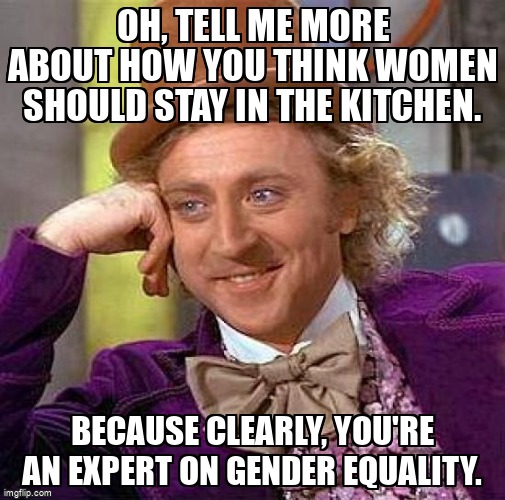 OH, TELL ME MORE
ABOUT HOW YOU THINK WOMEN
SHOULD STAY IN THE KITCHEN.
BECAUSE CLEARLY, YOU'RE
AN EXPERT ON GENDER EQUALITY.
imgflip.com